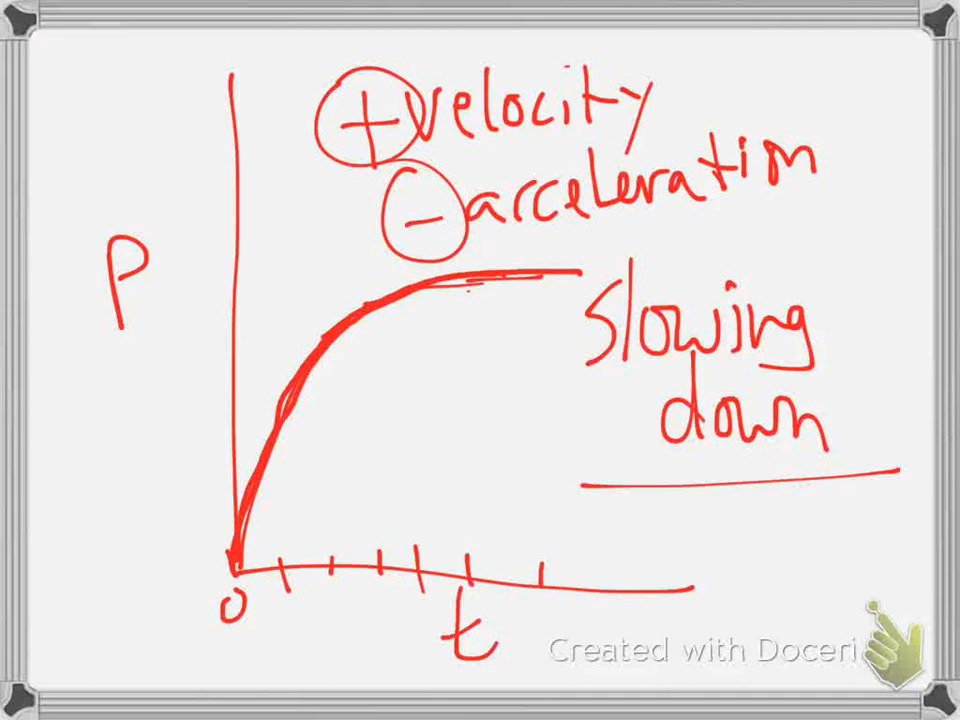 +velocity
-acceleration
P
slowing
down
0
t
Created with Doceri